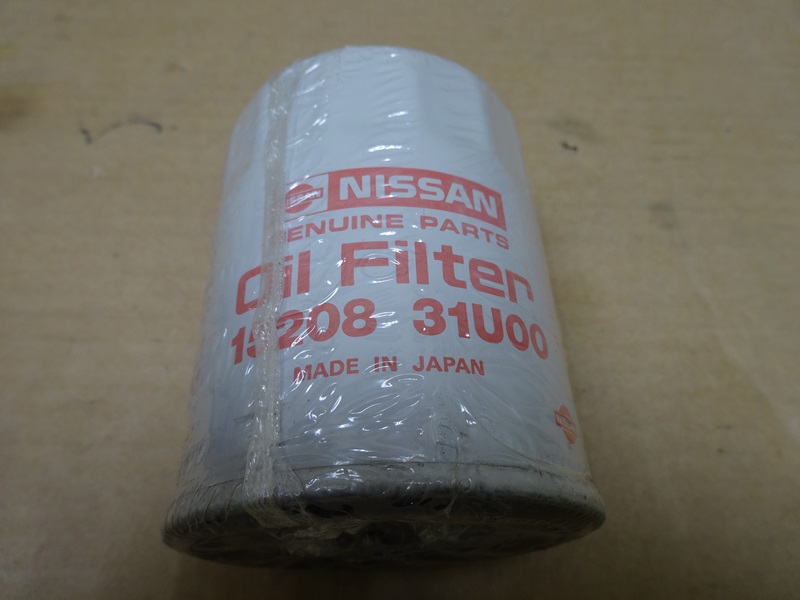 NISSAN
GENUINE PARTS
Oil Filter
15208 31U00
MADE IN JAPAN